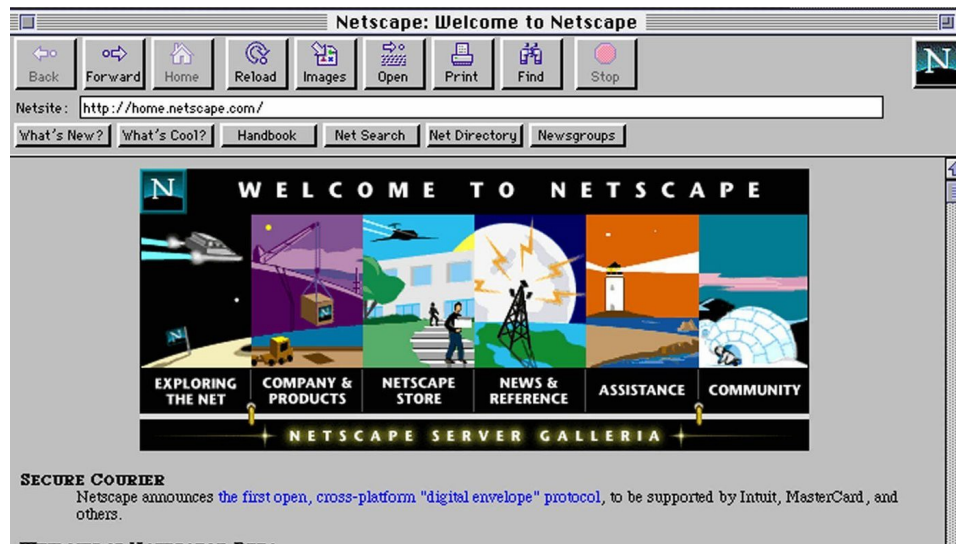 Netscape: Welcome to Netscape
Back Forward Home Reload Images Open Print Find Stop
N
Netsite: http://home.netscape.com/
What's New? What's Cool? Handbook Net Search Net Directory Newsgroups
N WELCOME TO NETSCAPE
N
N
EXPLORING THE NET
COMPANY & PRODUCTS
NETSCAPE STORE
NEWS & REFERENCE
ASSISTANCE
COMMUNITY
NETSCAPE SERVER GALLERIA
SECURE COURIER
Netscape announces the first open, cross-platform "digital envelope" protocol, to be supported by Intuit, MasterCard, and
others.